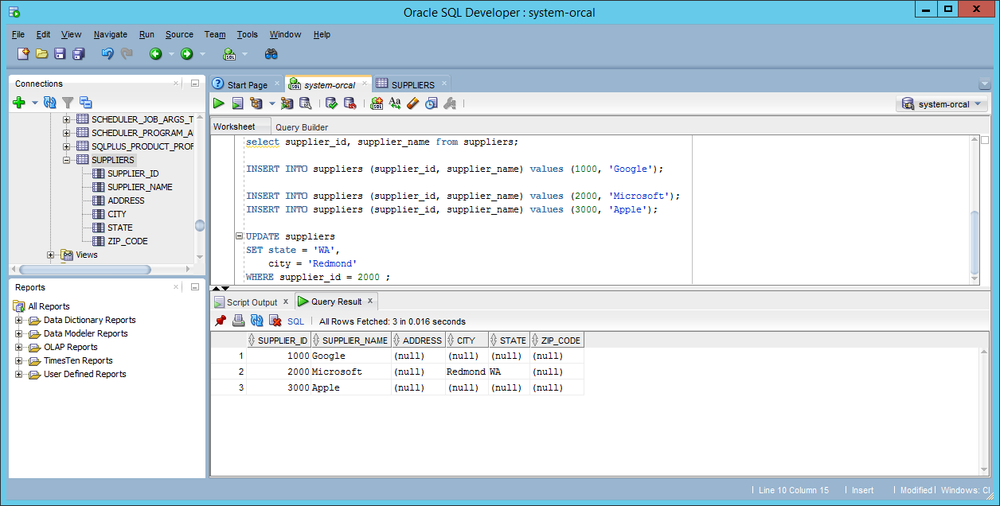 Oracle SQL Developer : system-orcal
File Edit View Navigate Run Source Team Tools Window Help
Connections
SCHEDULER_JOB_ARGS_T
SCHEDULER_PROGRAM_A
SQLPLUS_PRODUCT_PROF
SUPPLIERS
SUPPLIER_ID
SUPPLIER_NAME
ADDRESS
CITY
STATE
ZIP_CODE
Views
Reports
All Reports
Data Dictionary Reports
Data Modeler Reports
OLAP Reports
TimesTen Reports
User Defined Reports
Start Page system-orcal SUPPLIERS
system-orcal
Worksheet Query Builder
select supplier_id, supplier_name from suppliers;
INSERT INTO suppliers (supplier_id, supplier_name) values (1000, 'Google');
INSERT INTO suppliers (supplier_id, supplier_name) values (2000, 'Microsoft');
INSERT INTO suppliers (supplier_id, supplier_name) values (3000, 'Apple');
UPDATE suppliers
SET state = 'WA',
city = 'Redmond'
WHERE supplier_id = 2000 ;
Script Output x Query Result x
SQL | All Rows Fetched: 3 in 0.016 seconds
SUPPLIER_ID SUPPLIER_NAME ADDRESS CITY STATE ZIP_CODE
1 1000 Google (null) (null) (null) (null)
2 2000 Microsoft (null) Redmond WA (null)
3 3000 Apple (null) (null) (null) (null)
Line 10 Column 15 | Insert | Modified | Windows: Cl